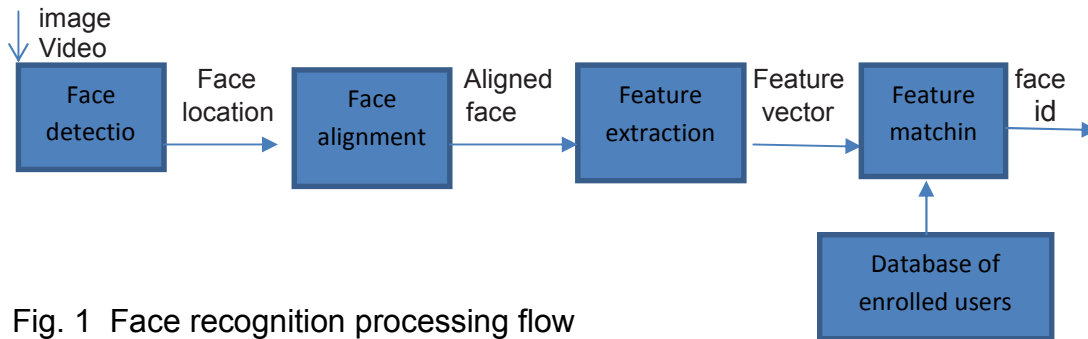 image
Video
Face
detectio
Face
location
Face
alignment
Aligned
face
Feature
extraction
Feature
vector
Feature
matchin
face
id
Database of
enrolled users
Fig. 1 Face recognition processing flow